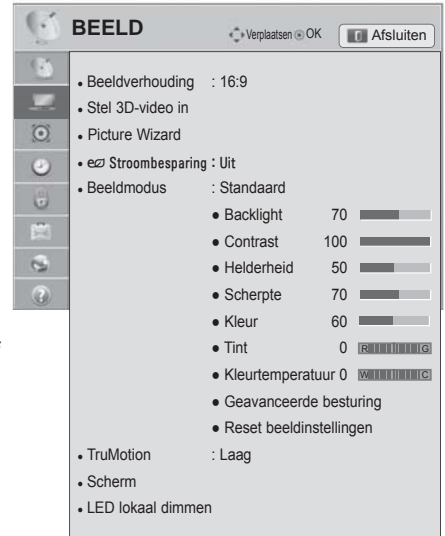 BEELD
Verplaatsen OK
Afsluiten
• Beeldverhouding : 16:9
• Stel 3D-video in
• Picture Wizard
• Stroombesparing : Uit
• Beeldmodus : Standaard
• Backlight 70
• Contrast 100
• Helderheid 50
• Scherpte 70
• Kleur 60
• Tint 0 R G
• Kleurtemperatuur 0 W C
• Geavanceerde besturing
• Reset beeldinstellingen
• TruMotion : Laag
• Scherm
• LED lokaal dimmen